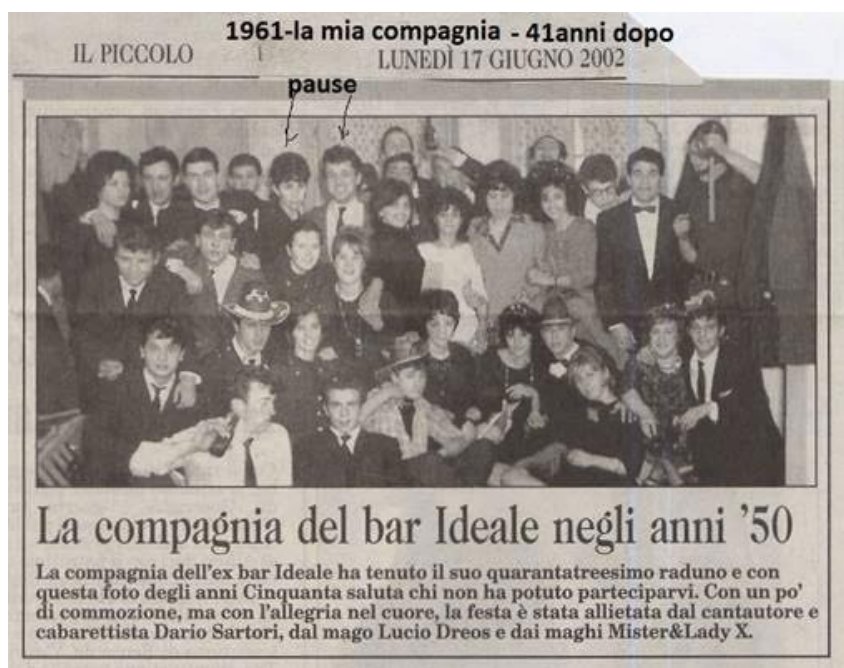 1961-la mia compagnia - 41anni dopo
IL PICCOLO LUNEDÌ 17 GIUGNO 2002
pause
La compagnia del bar Ideale negli anni '50
La compagnia dell'ex bar Ideale ha tenuto il suo quarantatreesimo raduno e con
questa foto degli anni Cinquanta saluta chi non ha potuto parteciparvi. Con un po'
di commozione, ma con l'allegria nel cuore, la festa è stata allietata dal cantautore e
cabarettista Dario Sartori, dal mago Lucio Dreos e dai maghi Mister&Lady X.